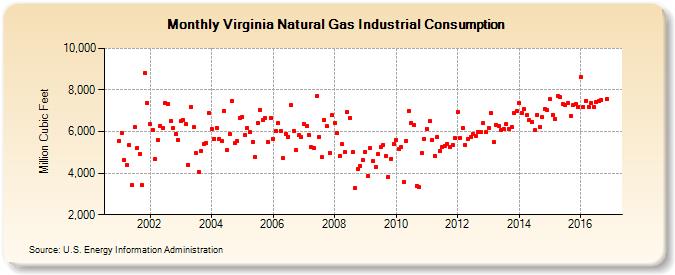 Monthly Virginia Natural Gas Industrial Consumption
Million Cubic Feet
10,000
8,000
6,000
4,000
2,000
2002 2004 2006 2008 2010 2012 2014 2016
Source: U.S. Energy Information Administration